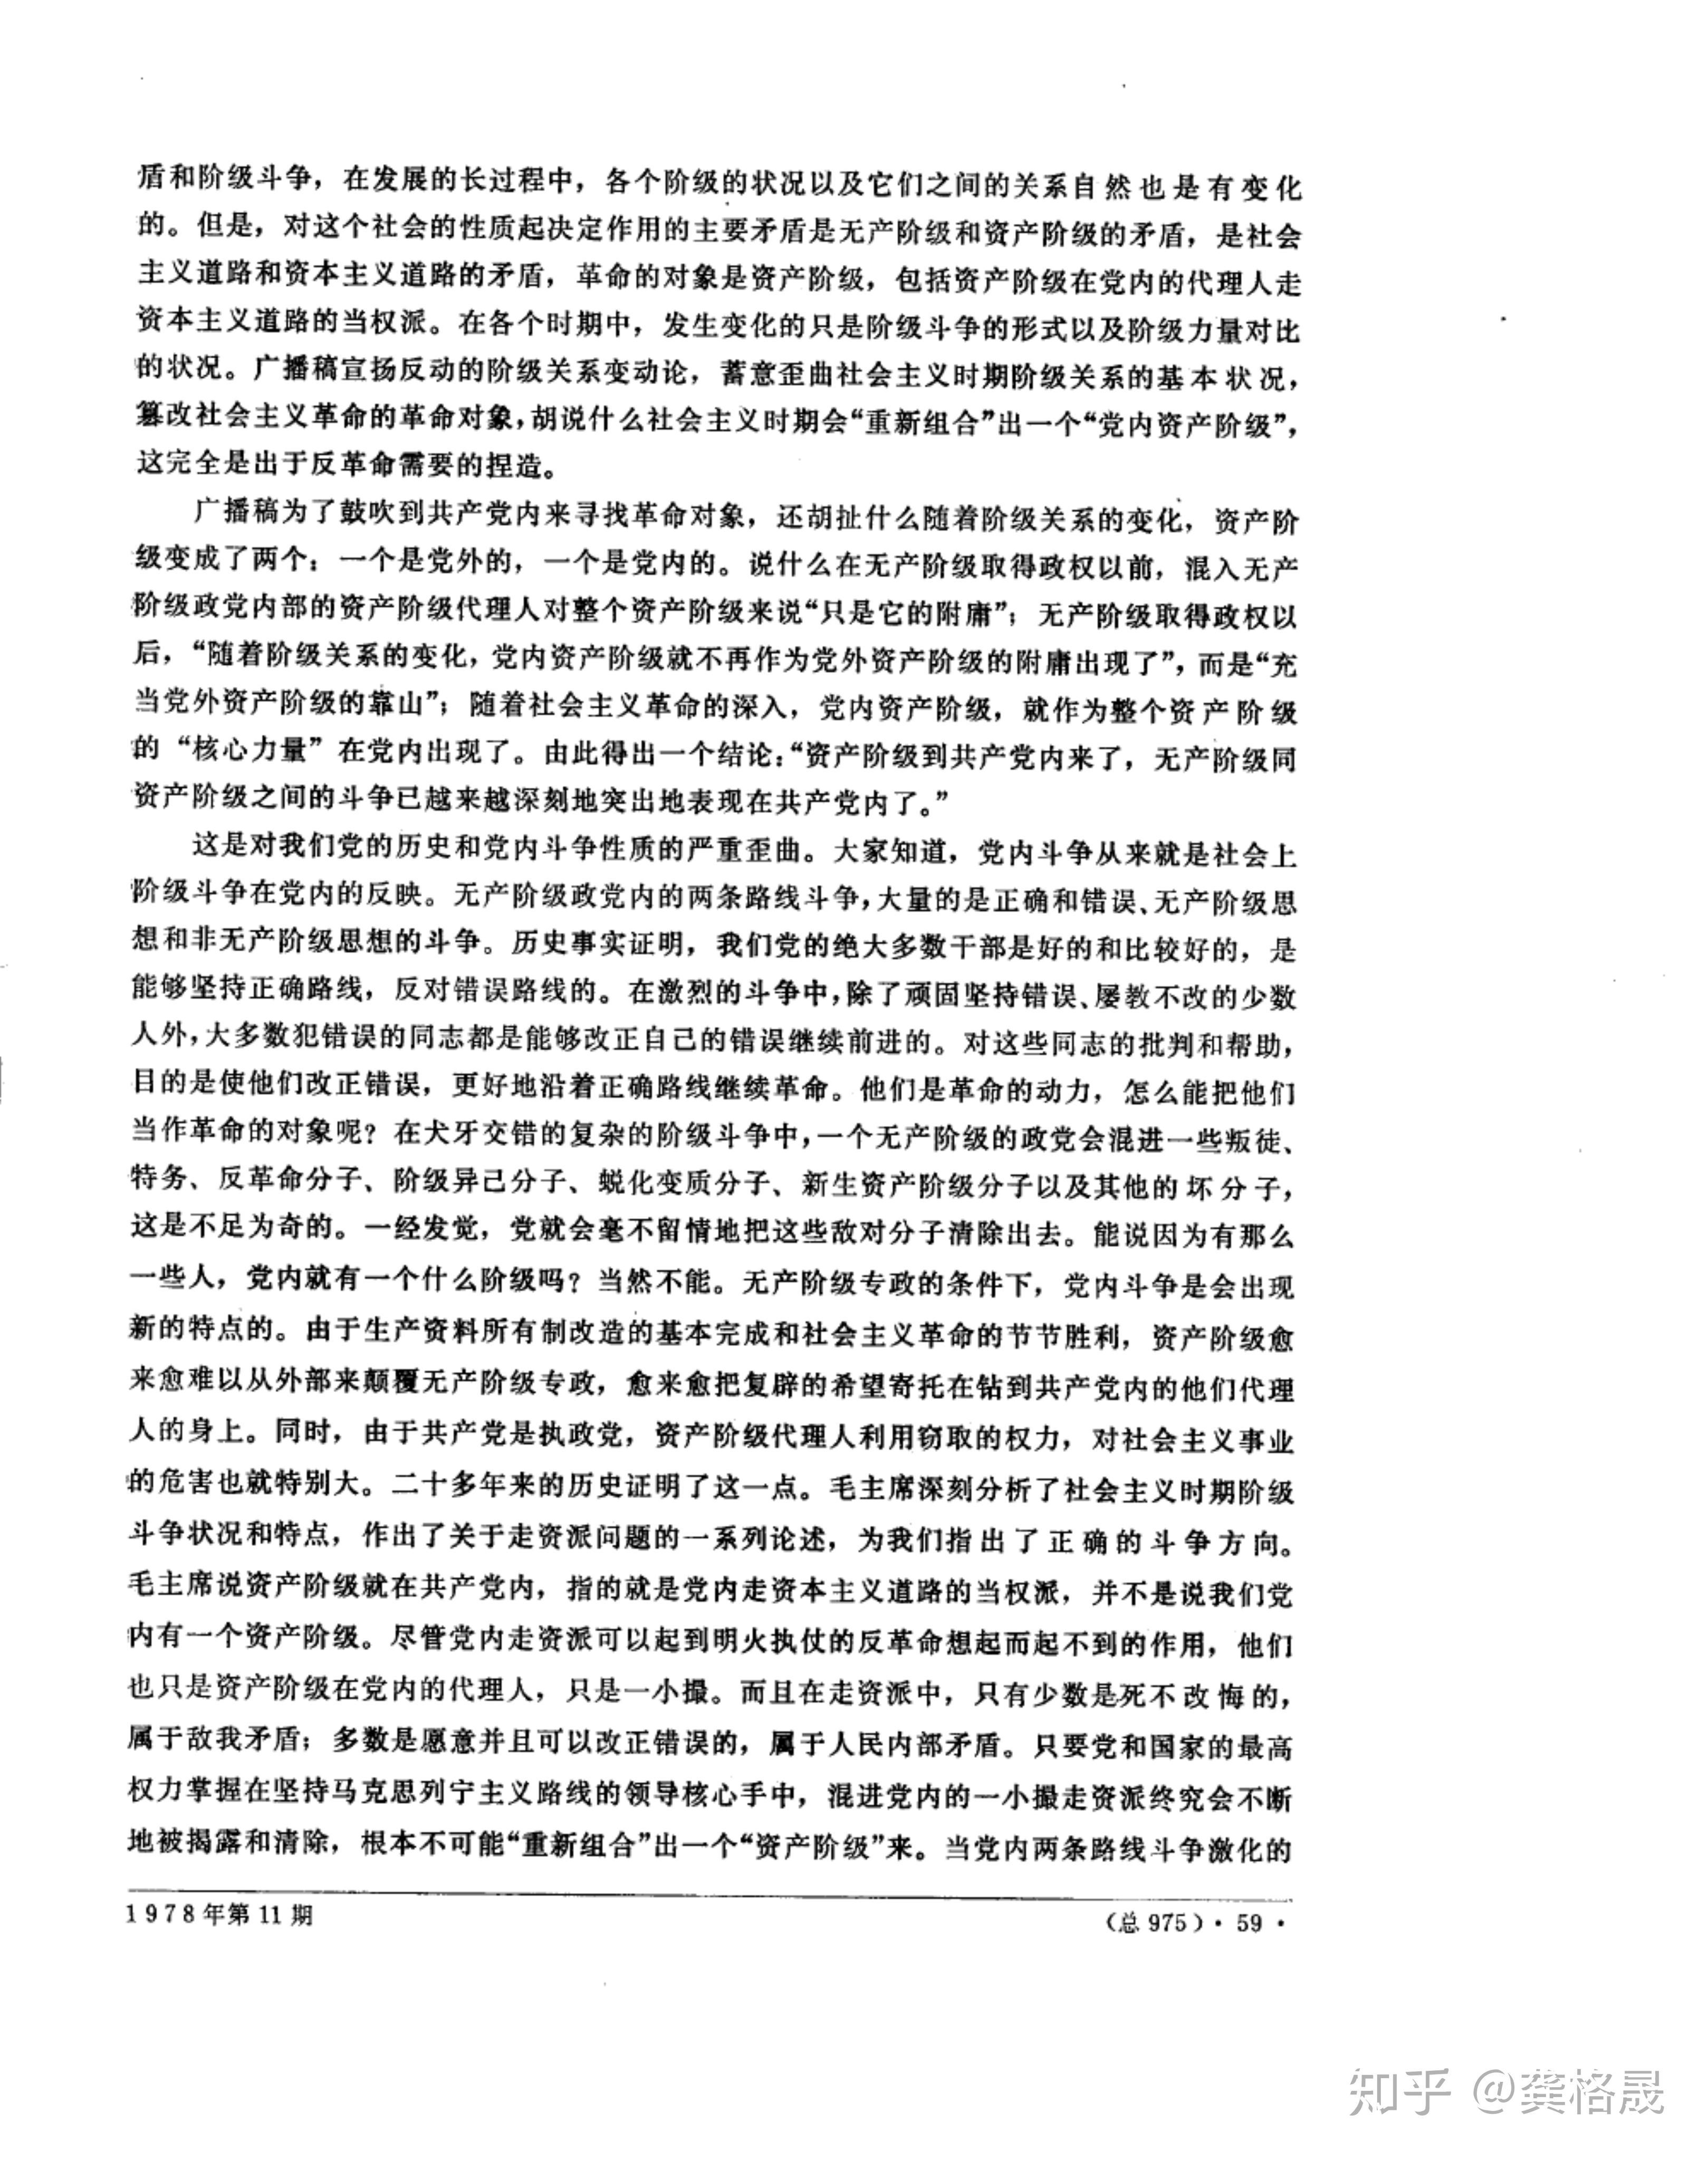 盾和阶级斗争，在发展的长过程中，各个阶级的状况以及它们之间的关系自然也是有变化
的。但是，对这个社会的性质起决定作用的主要矛盾是无产阶级和资产阶级的矛盾，是社会
主义道路和资本主义道路的矛盾，革命的对象是资产阶级，包括资产阶级在党内的代理人走
资本主义道路的当权派。在各个时期中，发生变化的只是阶级斗争的形式以及阶级力量对比
的状况。广播稿宣扬反动的阶级关系变动论，蓄意歪曲社会主义时期阶级关系的基本状况，
篡改社会主义革命的革命对象，胡说什么社会主义时期会“重新组合”出一个“党内资产阶级”，
这完全是出于反革命需要的捏造。
广播稿为了鼓吹到共产党内来寻找革命对象，还胡扯什么随着阶级关系的变化，资产阶
级变成了两个：一个是党外的，一个是党内的。说什么在无产阶级取得政权以前，混入无产
阶级政党内部的资产阶级代理人对整个资产阶级来说“只是它的附庸”；无产阶级取得政权以
后，“随着阶级关系的变化，党内资产阶级就不再作为党外资产阶级的附庸出现了”，而是“充
当党外资产阶级的靠山”；随着社会主义革命的深入，党内资产阶级，就作为整个资产阶级
的“核心力量”在党内出现了。由此得出一个结论：“资产阶级到共产党内来了，无产阶级同
资产阶级之间的斗争已越来越深刻地突出地表现在共产党内了。”
这是对我们党的历史和党内斗争性质的严重歪曲。大家知道，党内斗争从来就是社会上
阶级斗争在党内的反映。无产阶级政党内的两条路线斗争，大量的是正确和错误、无产阶级思
想和非无产阶级思想的斗争。历史事实证明，我们党的绝大多数干部是好的和比较好的，是
能够坚持正确路线，反对错误路线的。在激烈的斗争中，除了顽固坚持错误、屡教不改的少数
人外，大多数犯错误的同志都是能够改正自己的错误继续前进的。对这些同志的批判和帮助，
目的是使他们改正错误，更好地沿着正确路线继续革命。他们是革命的动力，怎么能把他们
当作革命的对象呢？在犬牙交错的复杂的阶级斗争中，一个无产阶级的政党会混进一些叛徒、
特务、反革命分子、阶级异己分子、蜕化变质分子、新生资产阶级分子以及其他的坏分子，
这是不足为奇的。一经发觉，党就会毫不留情地把这些敌对分子清除出去。能说因为有那么
一些人，党内就有一个什么阶级吗？当然不能。无产阶级专政的条件下，党内斗争是会出现
新的特点的。由于生产资料所有制改造的基本完成和社会主义革命的节节胜利，资产阶级愈
来愈难以从外部来颠覆无产阶级专政，愈来愈把复辟的希望寄托在钻到共产党内的他们代理
人的身上。同时，由于共产党是执政党，资产阶级代理人利用窃取的权力，对社会主义事业
的危害也就特别大。二十多年来的历史证明了这一点。毛主席深刻分析了社会主义时期阶级
斗争状况和特点，作出了关于走资派问题的一系列论述，为我们指出了正确的斗争方向。
毛主席说资产阶级就在共产党内，指的就是党内走资本主义道路的当权派，并不是说我们党
内有一个资产阶级。尽管党内走资派可以起到明火执仗的反革命想起而起不到的作用，他们
也只是资产阶级在党内的代理人，只是一小撮。而且在走资派中，只有少数是死不改悔的，
属于敌我矛盾；多数是愿意并且可以改正错误的，属于人民内部矛盾。只要党和国家的最高
权力掌握在坚持马克思列宁主义路线的领导核心手中，混进党内的一小撮走资派终究会不断
地被揭露和清除，根本不可能“重新组合”出一个“资产阶级”来。当党内两条路线斗争激化的
1978年第11期
（总 975）· 59 ·
知乎 @龚格晟